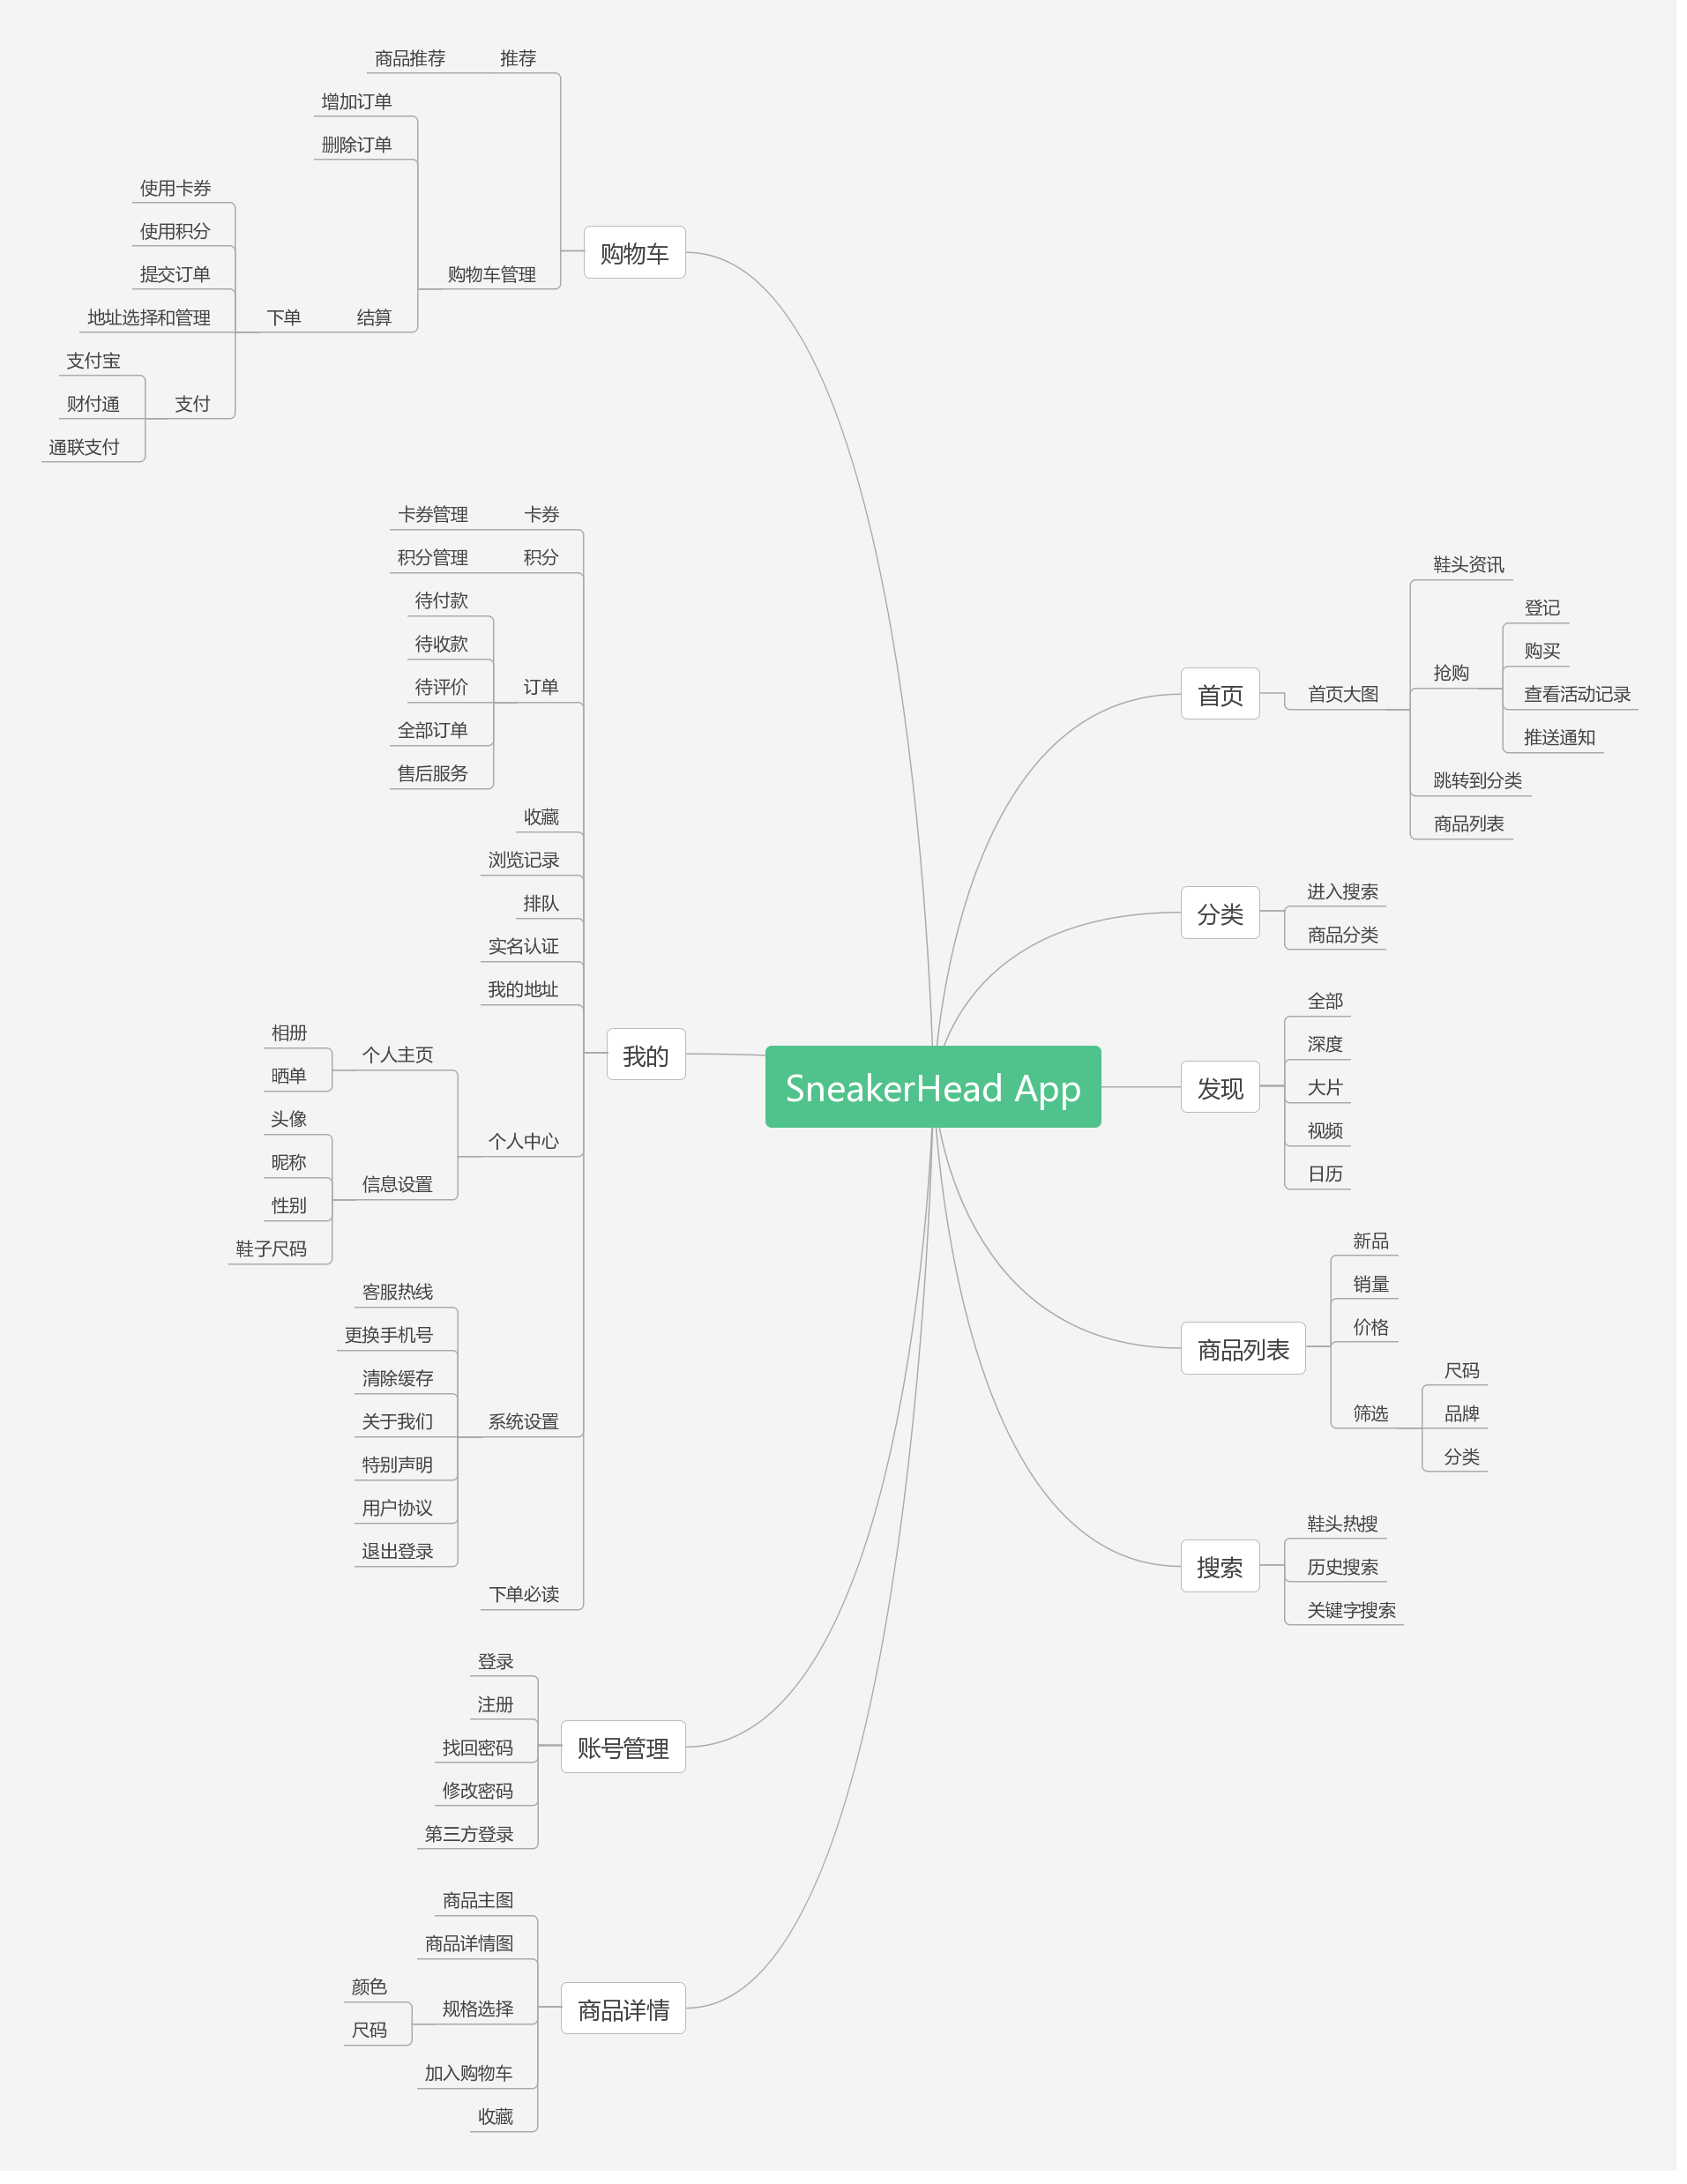 SneakerHead App
首页
首页大图
鞋头资讯
抢购
登记
购买
查看活动记录
推送通知
跳转到分类
商品列表
分类
进入搜索
商品分类
发现
全部
深度
大片
视频
日历
商品列表
新品
销量
价格
筛选
尺码
品牌
分类
搜索
鞋头热搜
历史搜索
关键字搜索
购物车
推荐
商品推荐
购物车管理
增加订单
删除订单
结算
下单
使用卡券
使用积分
提交订单
地址选择和管理
支付
支付宝
财付通
通联支付
我的
卡券
卡券管理
积分
积分管理
订单
待付款
待收款
待评价
全部订单
售后服务
收藏
浏览记录
排队
实名认证
我的地址
个人中心
个人主页
相册
晒单
信息设置
头像
昵称
性别
鞋子尺码
系统设置
客服热线
更换手机号
清除缓存
关于我们
特别声明
用户协议
退出登录
下单必读
账号管理
登录
注册
找回密码
修改密码
第三方登录
商品详情
商品主图
商品详情图
规格选择
颜色
尺码
加入购物车
收藏